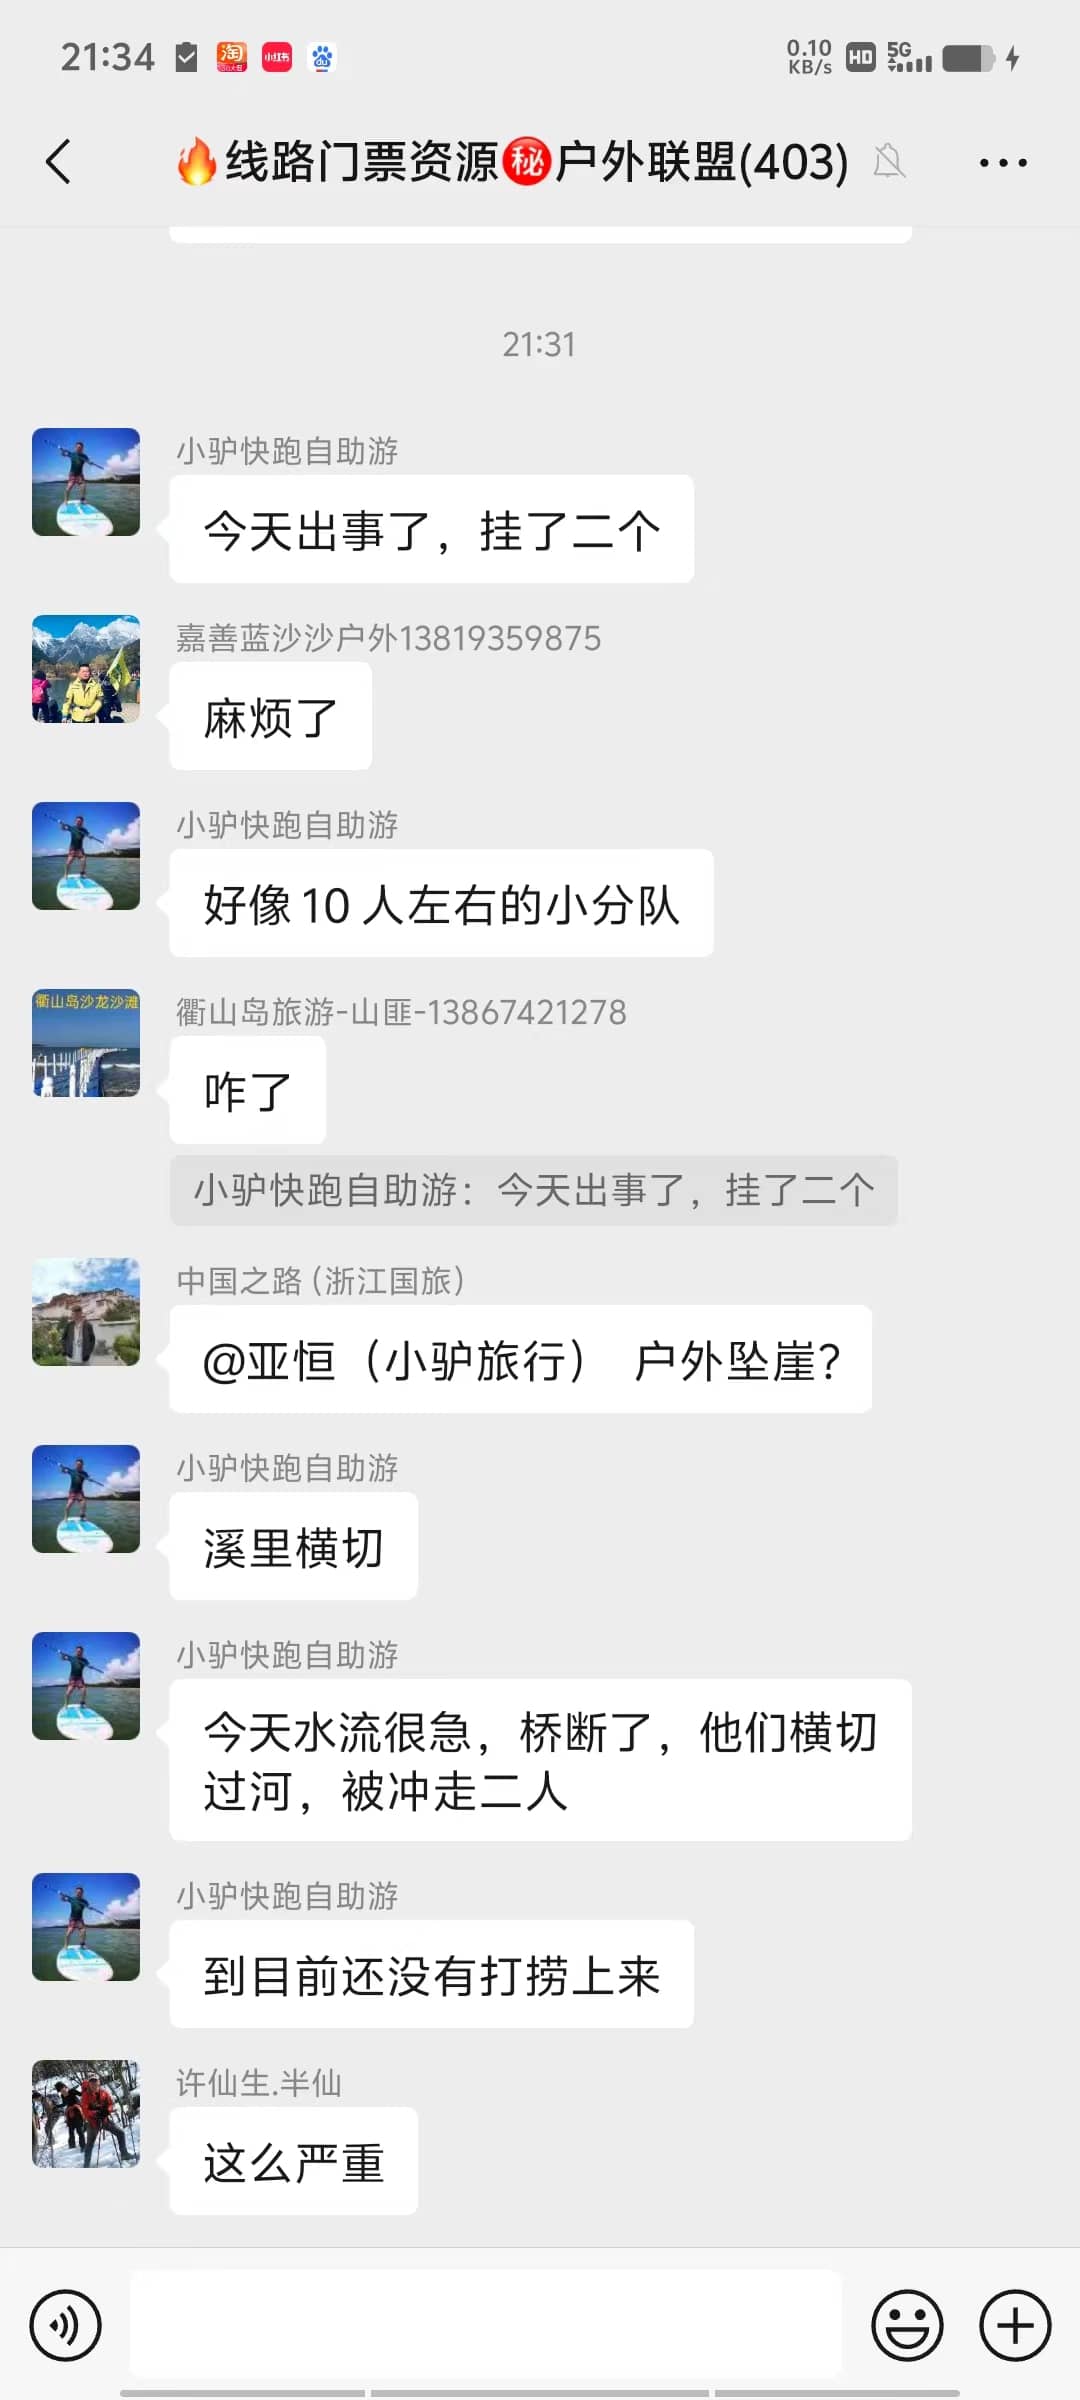 21:34
淘
小红书
du
0.10
KB/s
HD
5G
🔥线路门票资源㊙户外联盟(403)
21:31
小驴快跑自助游
今天出事了，挂了二个
嘉善蓝沙沙户外13819359875
麻烦了
小驴快跑自助游
好像 10 人左右的小分队
衢山岛沙龙沙滩
衢山岛旅游-山匪-13867421278
咋了
小驴快跑自助游：今天出事了，挂了二个
中国之路(浙江国旅)
@亚恒（小驴旅行） 户外坠崖？
小驴快跑自助游
溪里横切
小驴快跑自助游
今天水流很急，桥断了，他们横切
过河，被冲走二人
小驴快跑自助游
到目前还没有打捞上来
许仙生.半仙
这么严重